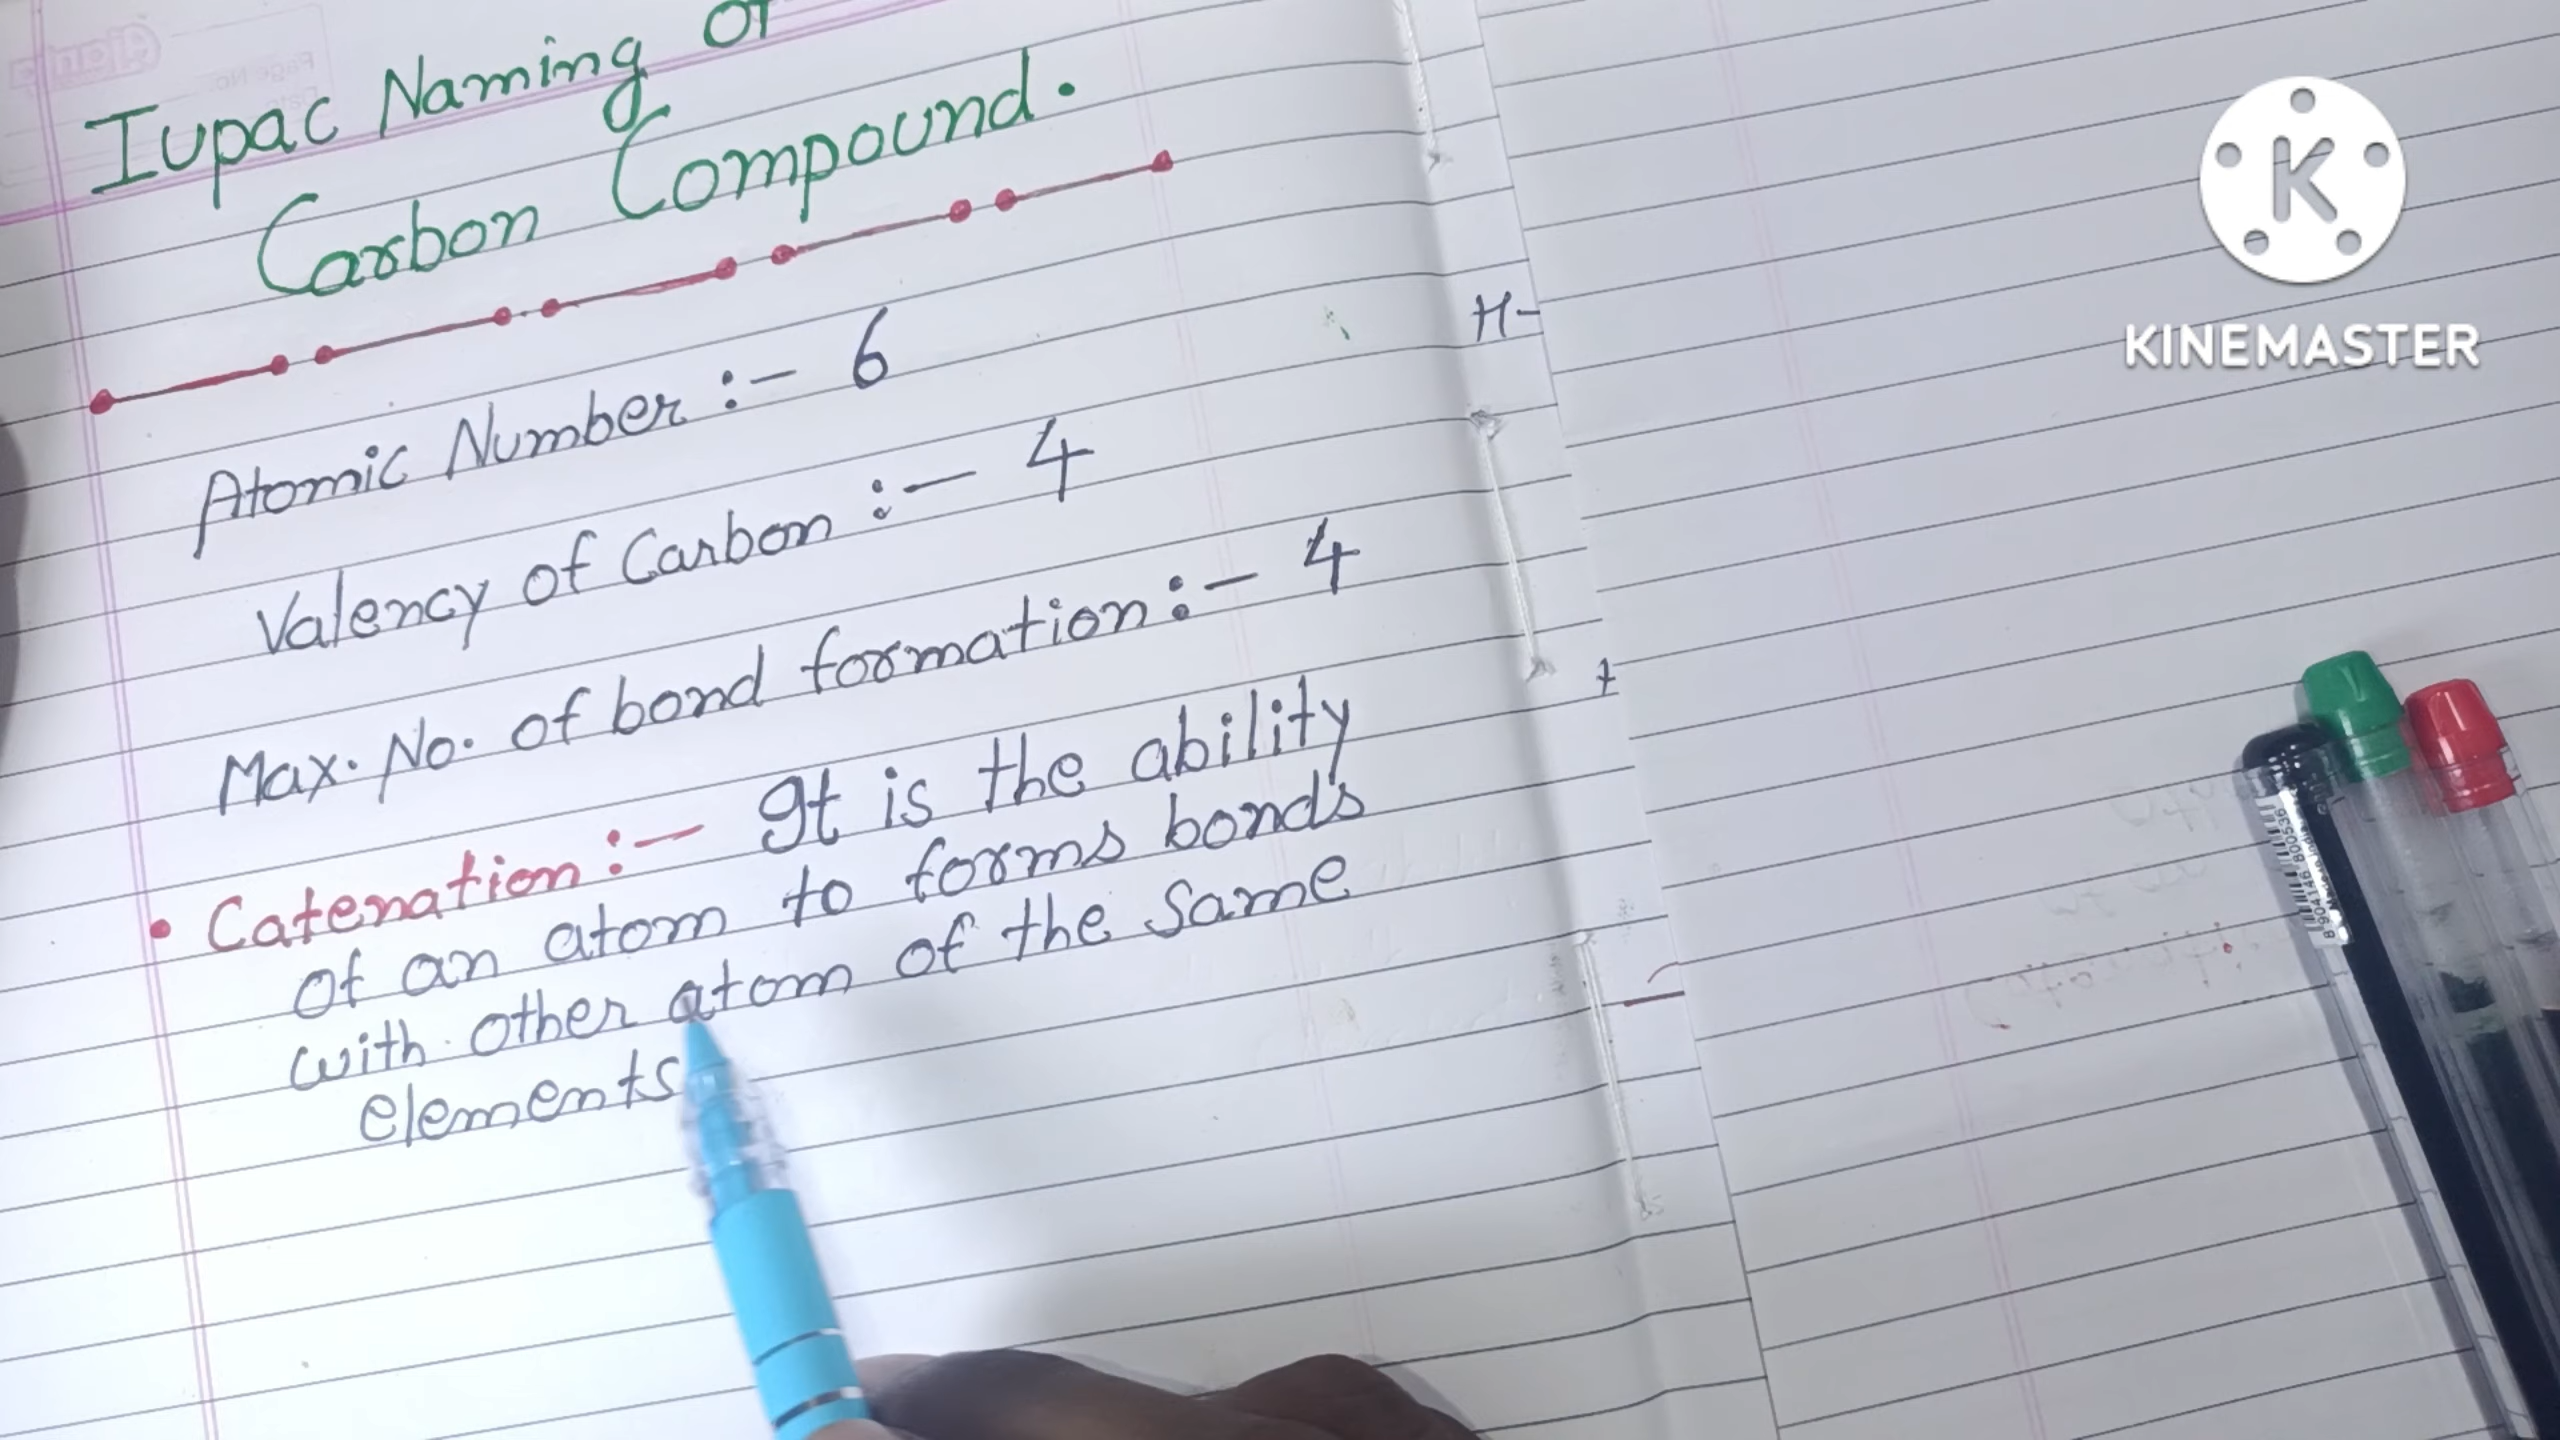 Iupac Naming of
Carbon Compound.
Atomic Number :- 6
Valency of Carbon :- 4
Max. No. of bond formation :- 4
• Catenation :- It is the ability
of an atom to forms bonds
with other atom of the same
elements
H-
KINEMASTER